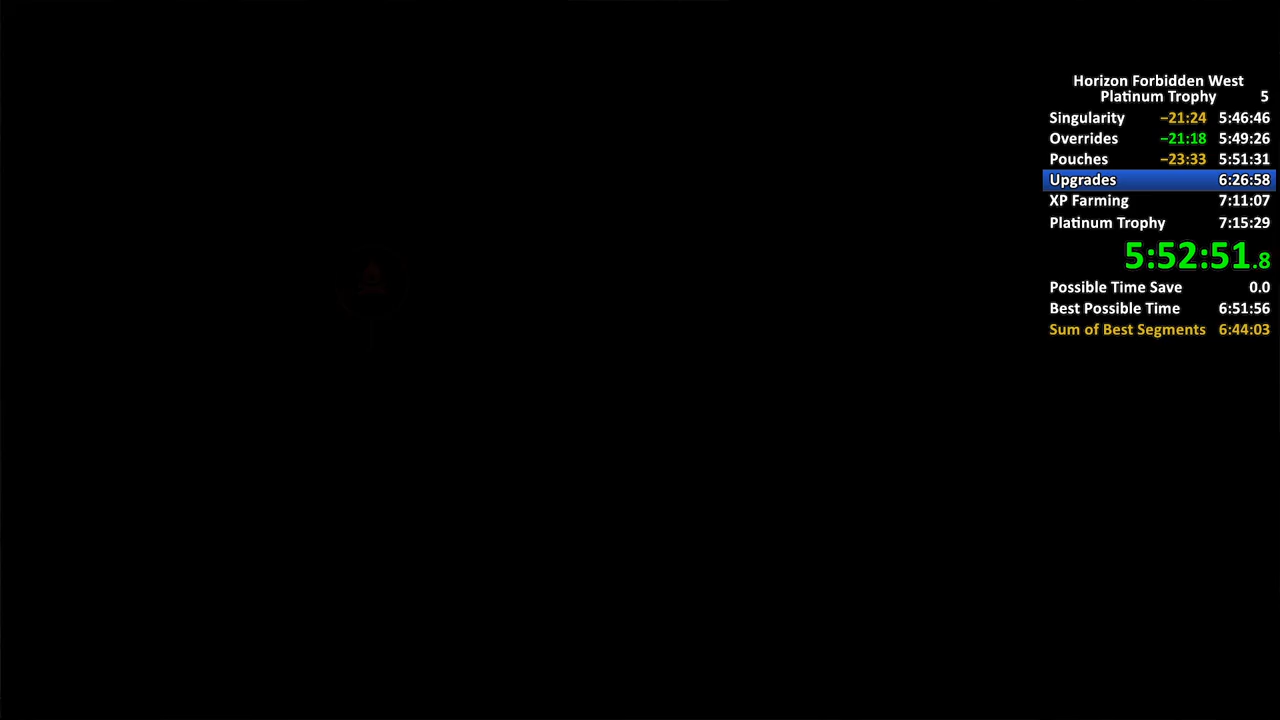 Horizon Forbidden West
Platinum Trophy 5
Singularity −21:24 5:46:46
Overrides −21:18 5:49:26
Pouches −23:33 5:51:31
Upgrades 6:26:58
XP Farming 7:11:07
Platinum Trophy 7:15:29
5:52:51.8
Possible Time Save 0.0
Best Possible Time 6:51:56
Sum of Best Segments 6:44:03